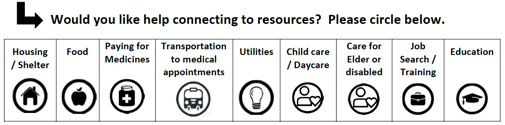 Would you like help connecting to resources?  Please circle below.
Housing / Shelter
Food
Paying for Medicines
Transportation to medical appointments
Utilities
Child care / Daycare
Care for Elder or disabled
Job Search / Training
Education